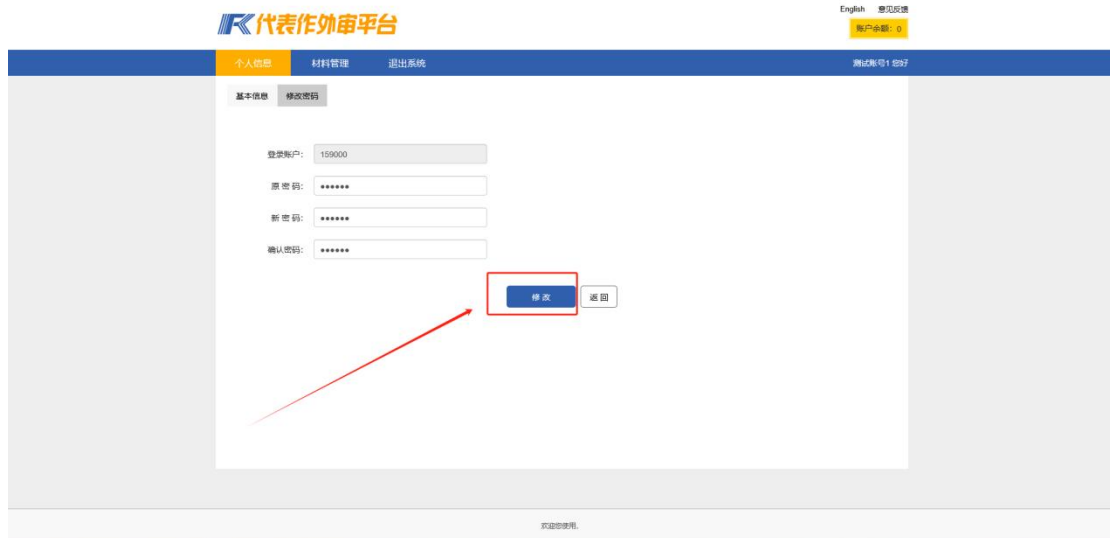 English 意见反馈
代表作外审平台
账户余额：0
个人信息 材料管理 退出系统 测试账号1 您好
基本信息 修改密码
登录账户： 159000
原 密 码： ●●●●●●
新 密 码： ●●●●●●
确认密码： ●●●●●●
修 改 返 回
欢迎您使用.